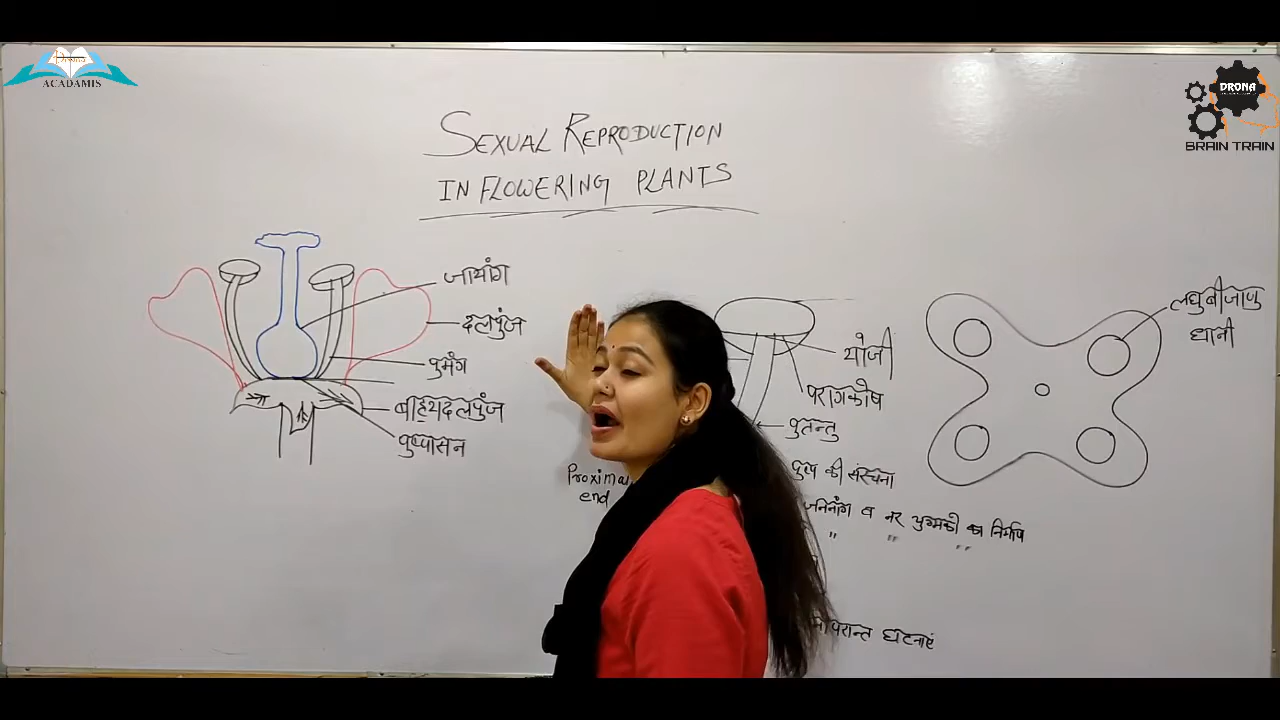 ACADAMIS
DRONA
BRAIN TRAIN
SEXUAL REPRODUCTION
IN FLOWERING PLANTS
जायांग
दलपुंज
पुमंग
बाह्यदलपुंज
पुष्पासन
योजी
परागकोष
पुतन्तु
Proxima
end
लघुबीजाणु
धानी
पुष्प की संरचना
जनिनांग व नर युग्मको का निर्माण
" " "
घटनाएं